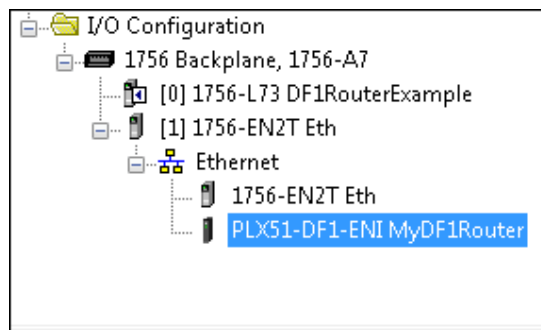 I/O Configuration
1756 Backplane, 1756-A7
[0] 1756-L73 DF1RouterExample
[1] 1756-EN2T Eth
Ethernet
1756-EN2T Eth
PLX51-DF1-ENI MyDF1Router